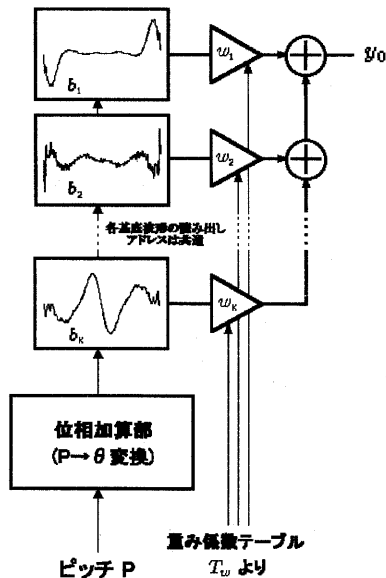 w₁
y₀
b₁
w₂
b₂
各基底波形の読み出し
アドレスは共通
wₖ
bₖ
位相加算部
(P→θ 変換)
重み係数テーブル
T_w より
ピッチ P